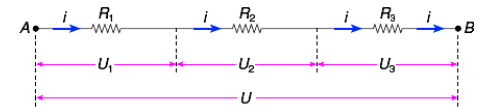 i R₁ i R₂ i R₃ i
A B
U₁ U₂ U₃
U